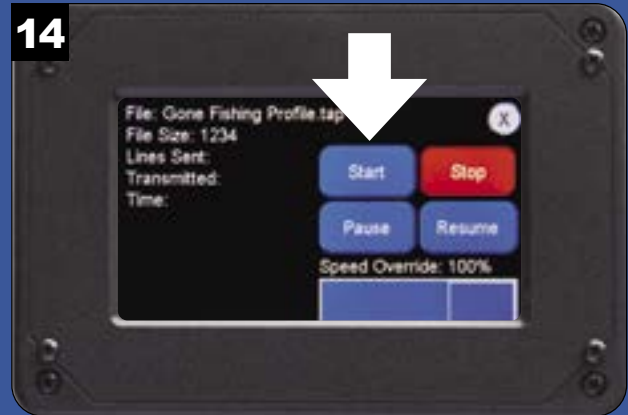 14
File: Gone Fishing Profile.tap
X
File Size: 1234
Lines Sent:
Transmitted:
Time:
Start
Stop
Pause
Resume
Speed Override: 100%